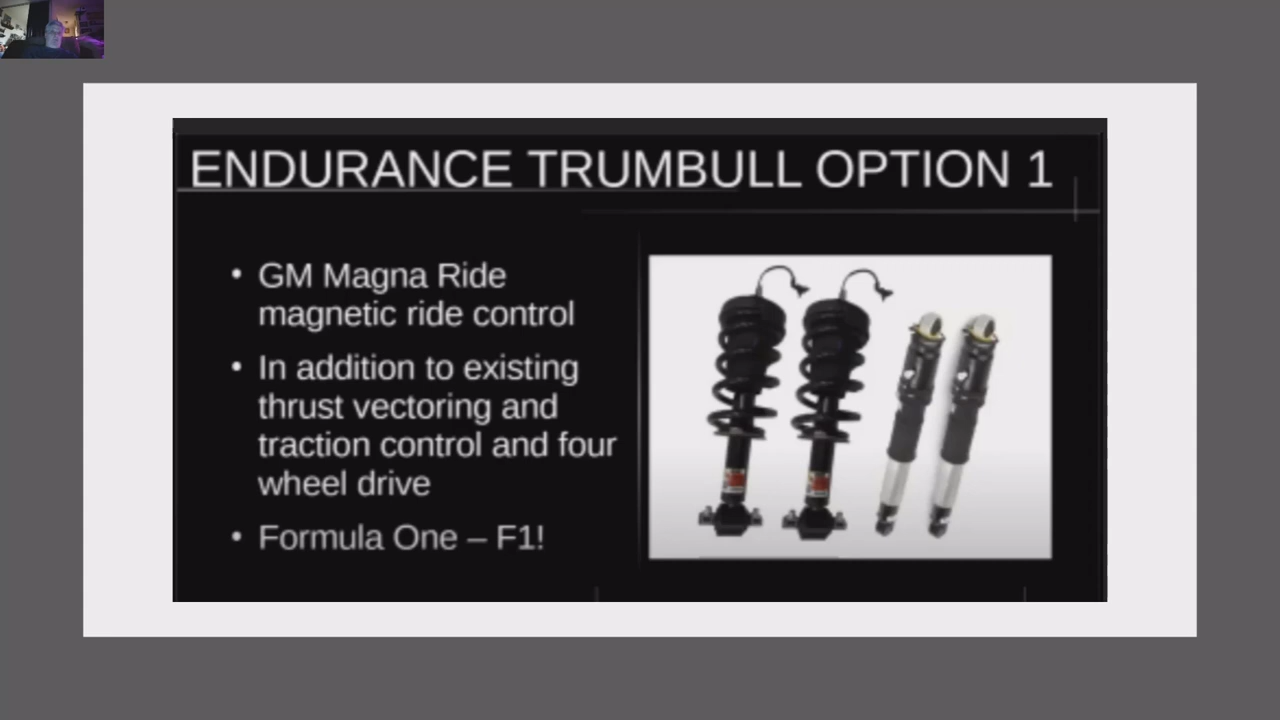 ENDURANCE TRUMBULL OPTION 1
• GM Magna Ride
magnetic ride control
• In addition to existing
thrust vectoring and
traction control and four
wheel drive
• Formula One – F1!